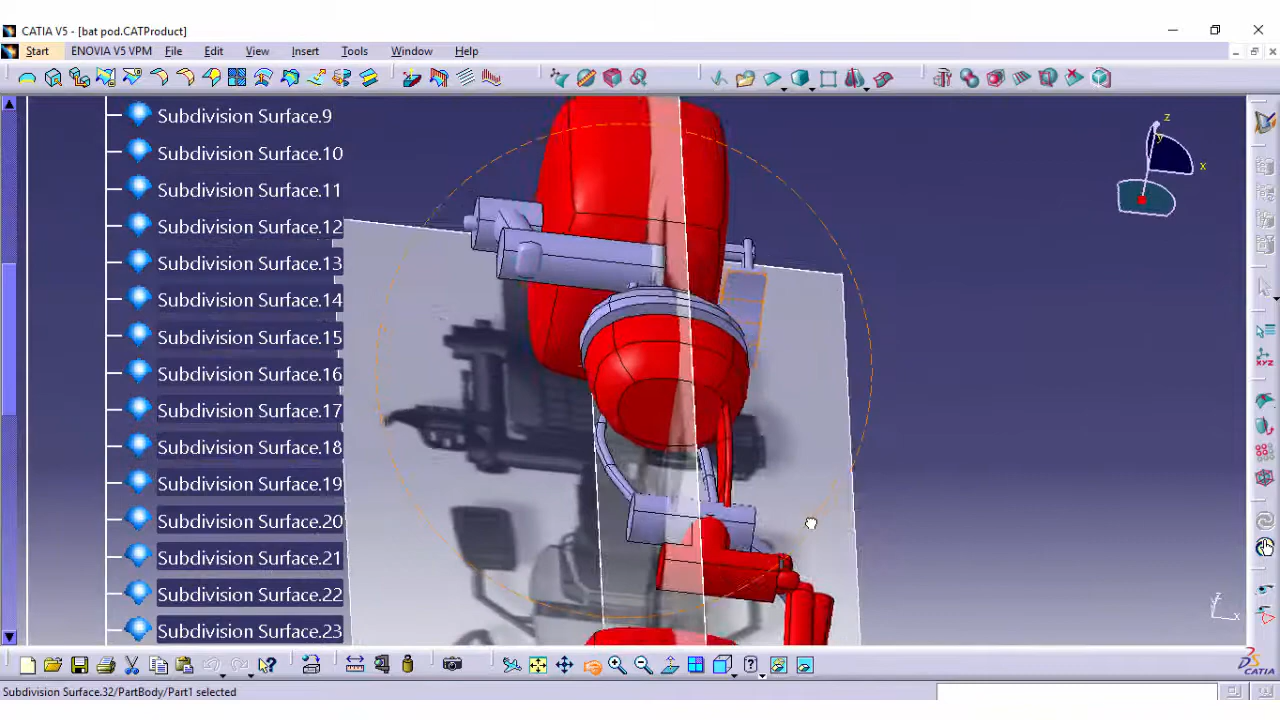 CATIA V5 - [bat pod.CATProduct]
Start ENOVIA V5 VPM File Edit View Insert Tools Window Help
Subdivision Surface.9
Subdivision Surface.10
Subdivision Surface.11
Subdivision Surface.12
Subdivision Surface.13
Subdivision Surface.14
Subdivision Surface.15
Subdivision Surface.16
Subdivision Surface.17
Subdivision Surface.18
Subdivision Surface.19
Subdivision Surface.20
Subdivision Surface.21
Subdivision Surface.22
Subdivision Surface.23
z
y
x
XYZ
x
CATIA
Subdivision Surface.32/PartBody/Part1 selected